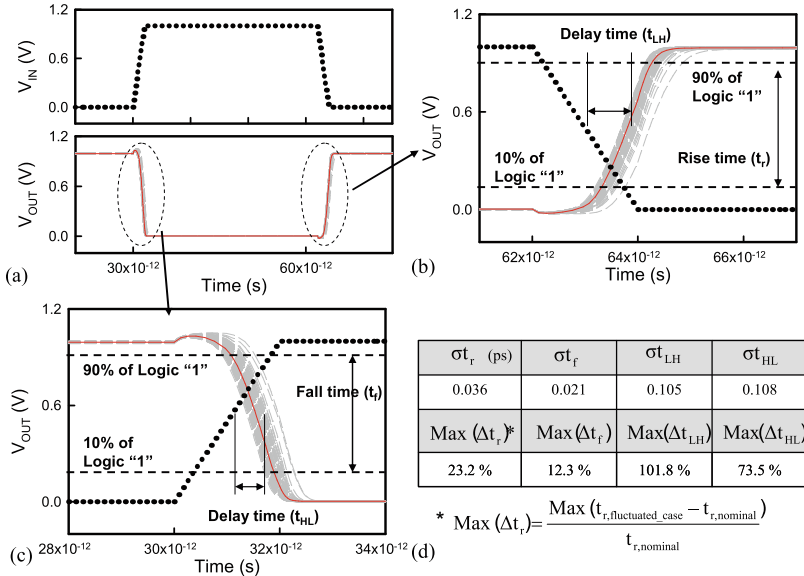 1.2
0.6
0.0
V_IN (V)
1.2
0.6
0.0
V_OUT (V)
30x10^-12
60x10^-12
Time (s)
(a)
1.2
0.6
0.0
V_OUT (V)
Delay time (t_LH)
90% of
Logic “1”
10% of
Logic “1”
Rise time (t_r)
62x10^-12
64x10^-12
66x10^-12
Time (s)
(b)
1.2
0.6
0.0
V_OUT (V)
90% of Logic “1”
Fall time (t_f)
10% of
Logic “1”
Delay time (t_HL)
28x10^-12
30x10^-12
32x10^-12
34x10^-12
Time (s)
(c)
σt_r (ps) σt_f σt_LH σt_HL
0.036 0.021 0.105 0.108
Max (Δt_r)* Max(Δt_f) Max(Δt_LH) Max(Δt_HL)
23.2 % 12.3 % 101.8 % 73.5 %
* Max (Δt_r)= Max (t_r,fluctuated_case − t_r,nominal)
t_r,nominal
(d)